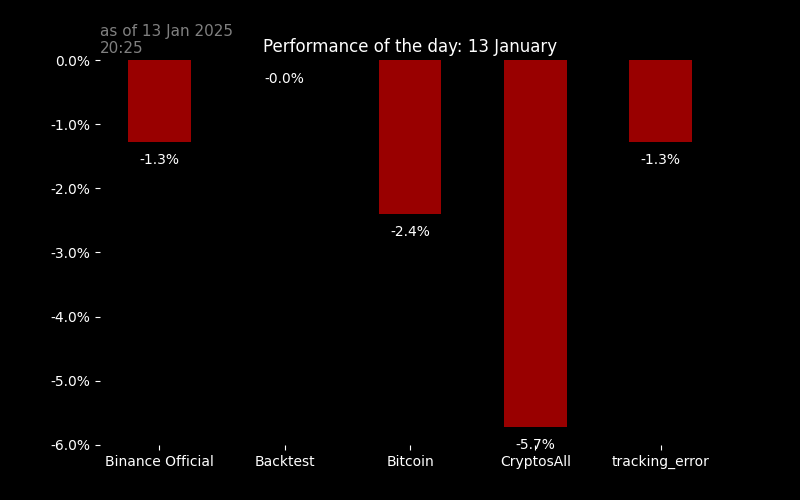 as of 13 Jan 2025
20:25
Performance of the day: 13 January
0.0%
-1.0%
-2.0%
-3.0%
-4.0%
-5.0%
-6.0%
-1.3%
-0.0%
-2.4%
-5.7%
-1.3%
Binance Official
Backtest
Bitcoin
CryptosAll
tracking_error